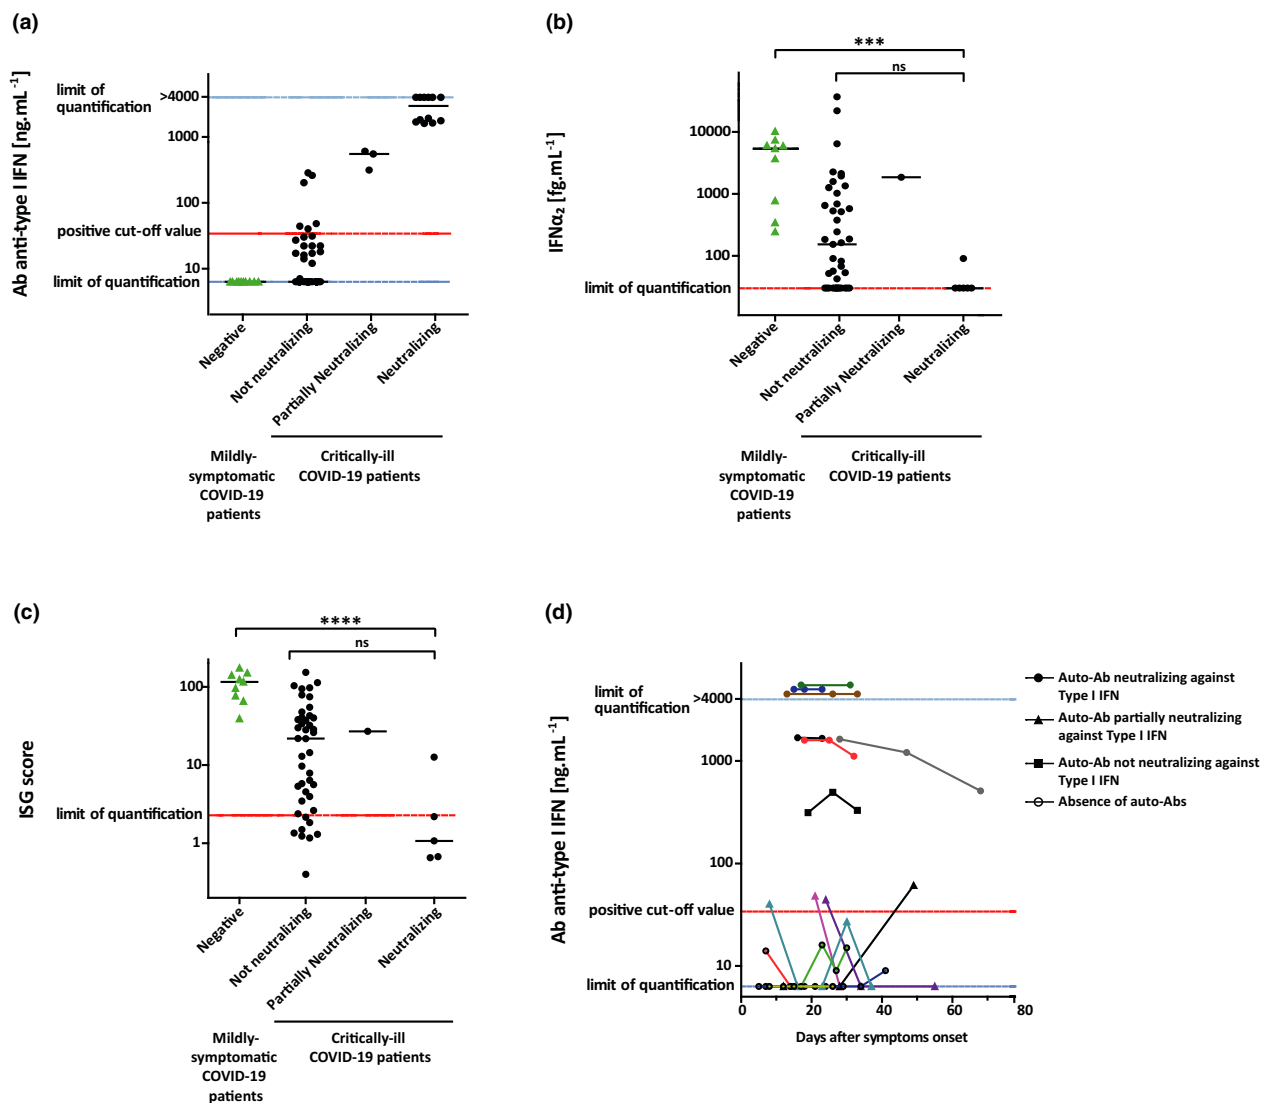 (a)
Ab anti-type I IFN [ng.mL-1]
limit of
quantification
>4000
1000
100
positive cut-off value
10
limit of quantification
Negative
Not neutralizing
Partially Neutralizing
Neutralizing
Mildly-
symptomatic
COVID-19
patients
Critically-ill
COVID-19 patients
(b)
***
ns
IFNα2 [fg.mL-1]
10000
1000
100
limit of quantification
Negative
Not neutralizing
Partially Neutralizing
Neutralizing
Mildly-
symptomatic
COVID-19
patients
Critically-ill
COVID-19 patients
(c)
****
ns
ISG score
100
10
limit of quantification
1
Negative
Not neutralizing
Partially Neutralizing
Neutralizing
Mildly-
symptomatic
COVID-19
patients
Critically-ill
COVID-19 patients
(d)
Ab anti-type I IFN [ng.mL-1]
limit of
quantification
>4000
1000
100
positive cut-off value
10
limit of quantification
0 20 40 60 80
Days after symptoms onset
Auto-Ab neutralizing against
Type I IFN
Auto-Ab partially neutralizing
against Type I IFN
Auto-Ab not neutralizing against
Type I IFN
Absence of auto-Abs